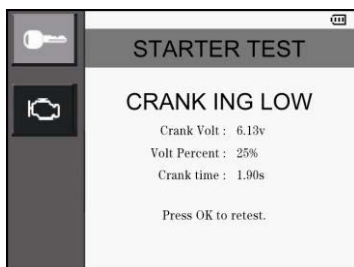 STARTER TEST
CRANK ING LOW
Crank Volt : 6.13v
Volt Percent : 25%
Crank time : 1.90s
Press OK to retest.